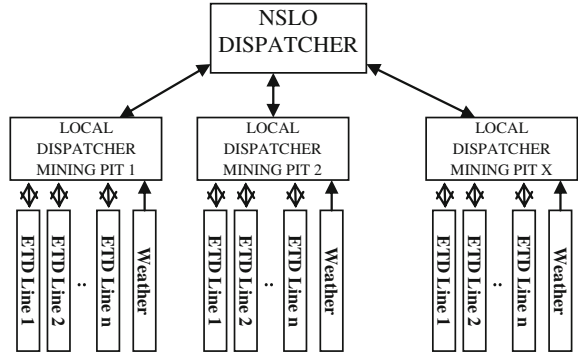 NSLO
DISPATCHER
LOCAL
DISPATCHER
MINING PIT 1
LOCAL
DISPATCHER
MINING PIT 2
LOCAL
DISPATCHER
MINING PIT X
ETD Line 1
ETD Line 2
..
ETD Line n
Weather
ETD Line 1
ETD Line 2
..
ETD Line n
Weather
ETD Line 1
ETD Line 2
..
ETD Line n
Weather